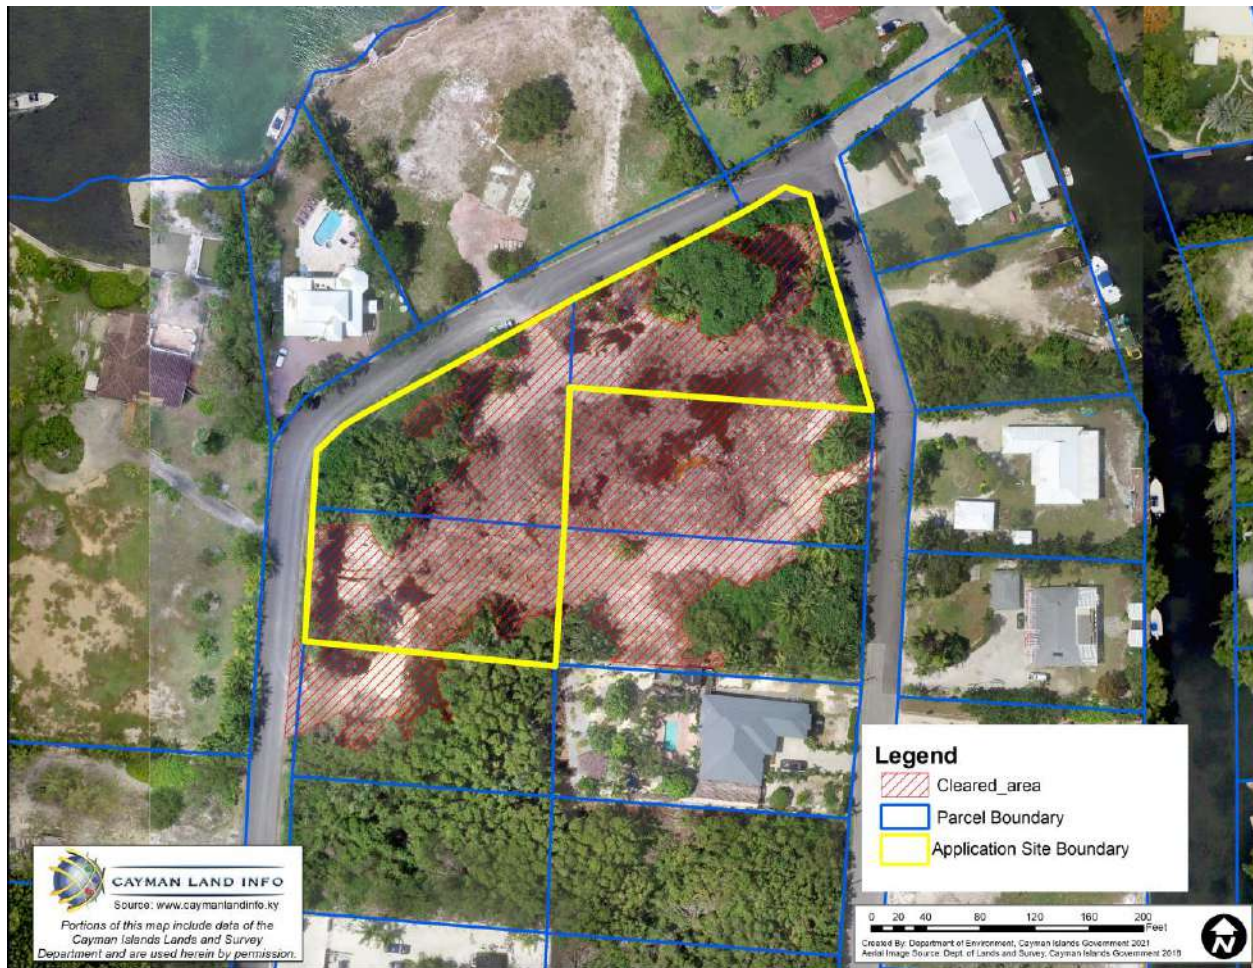 Legend
Cleared_area
Parcel Boundary
Application Site Boundary
CAYMAN LAND INFO
Source: www.caymanlandinfo.ky
Portions of this map include data of the
Cayman Islands Lands and Survey
Department and are used herein by permission.
0 20 40 80 120 160 200
Feet
Created By: Department of Environment, Cayman Islands Government 2021
Aerial Image Source: Dept. of Lands and Survey, Cayman Islands Government 2018
N